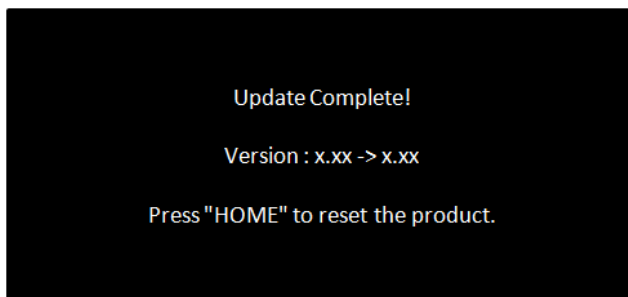 Update Complete!
Version : x.xx -> x.xx
Press "HOME" to reset the product.